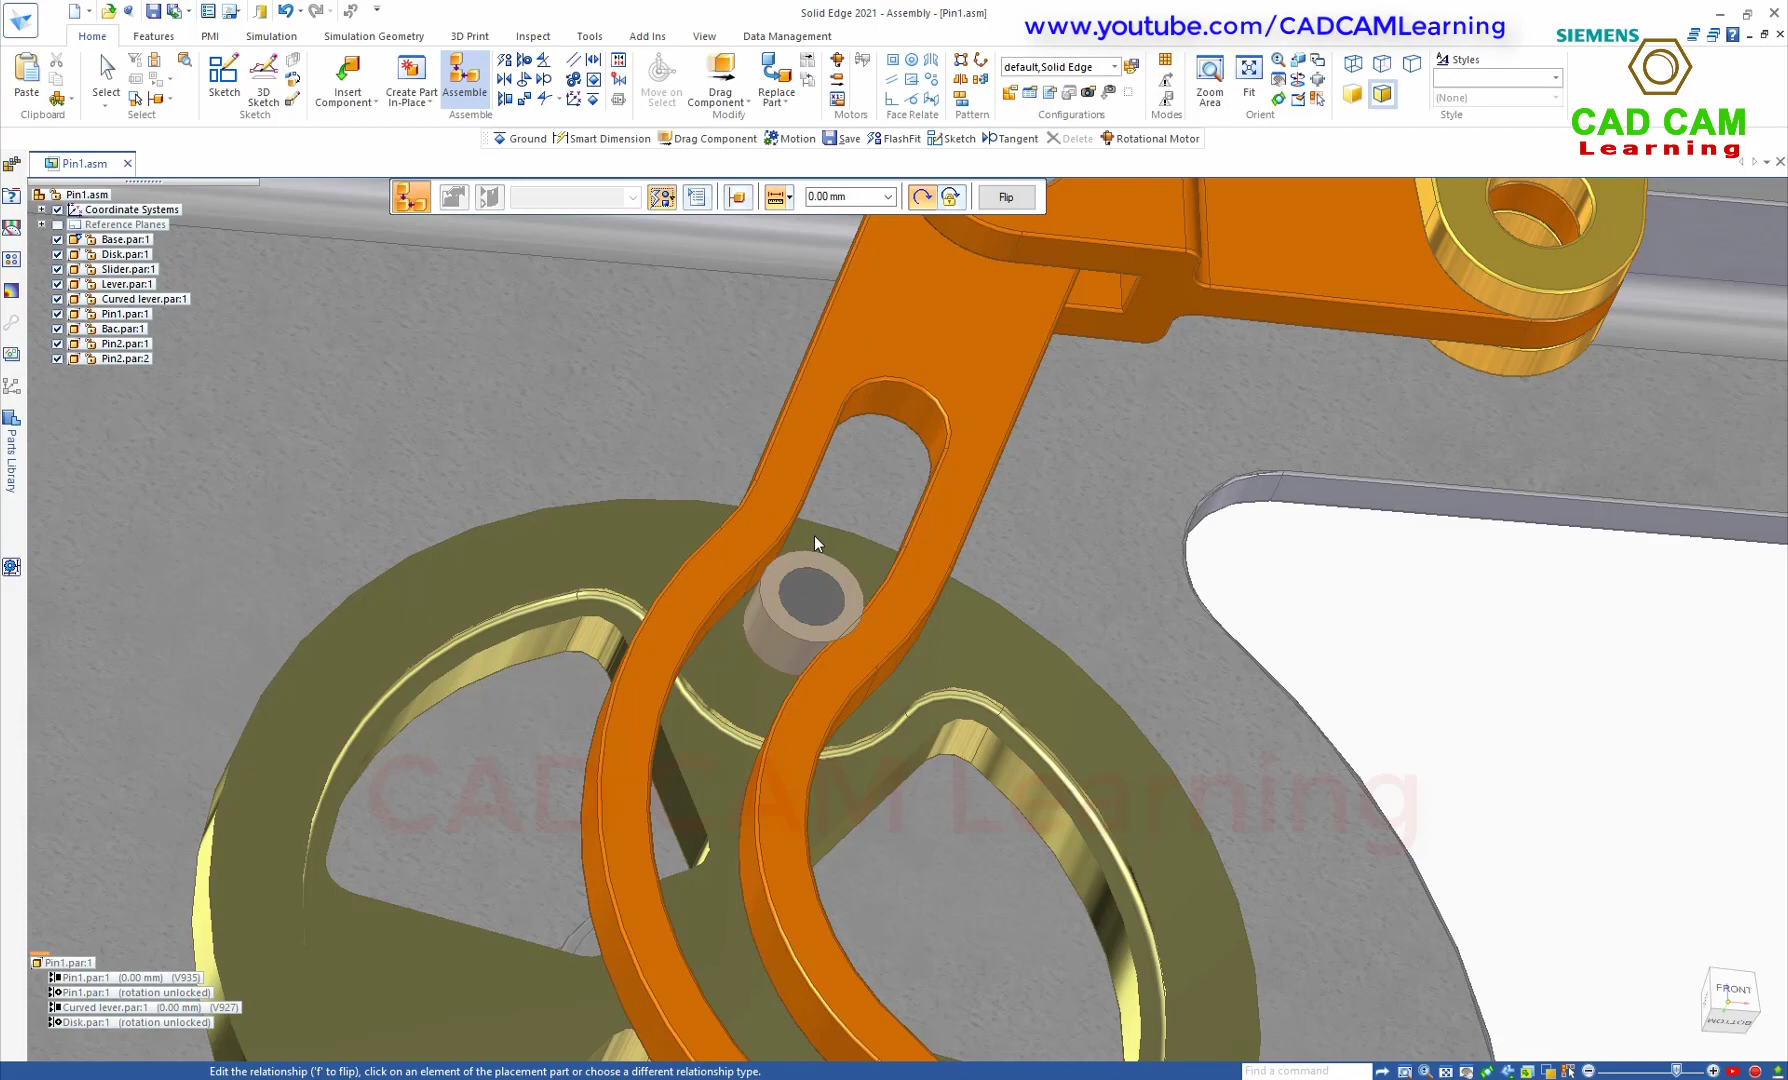 Solid Edge 2021 - Assembly - [Pin1.asm]
www.youtube.com/CADCAMLearning
SIEMENS
CAD CAM
Learning
Home
Features
PMI
Simulation
Simulation Geometry
3D Print
Inspect
Tools
Add Ins
View
Data Management
Paste
Select
Sketch
3D
Sketch
Insert
Component
Create Part
In-Place
Assemble
Move on
Select
Drag
Component
Replace
Part
default,Solid Edge
Zoom
Area
Fit
Styles
(None)
Clipboard
Select
Sketch
Assemble
Modify
Motors
Face Relate
Pattern
Configurations
Modes
Orient
Style
Ground
Smart Dimension
Drag Component
Motion
Save
FlashFit
Sketch
Tangent
Delete
Rotational Motor
Pin1.asm
0.00 mm
Flip
Pin1.asm
Coordinate Systems
Reference Planes
Base.par:1
Disk.par:1
Slider.par:1
Lever.par:1
Curved lever.par:1
Pin1.par:1
Bac.par:1
Pin2.par:1
Pin2.par:2
Parts Library
CAD CAM Learning
Pin1.par:1
Pin1.par:1 (0.00 mm) (V935)
Pin1.par:1 (rotation unlocked)
Curved lever.par:1 (0.00 mm) (V927)
Disk.par:1 (rotation unlocked)
FRONT
BOTTOM
Edit the relationship ('f' to flip), click on an element of the placement part or choose a different relationship type.
Find a command